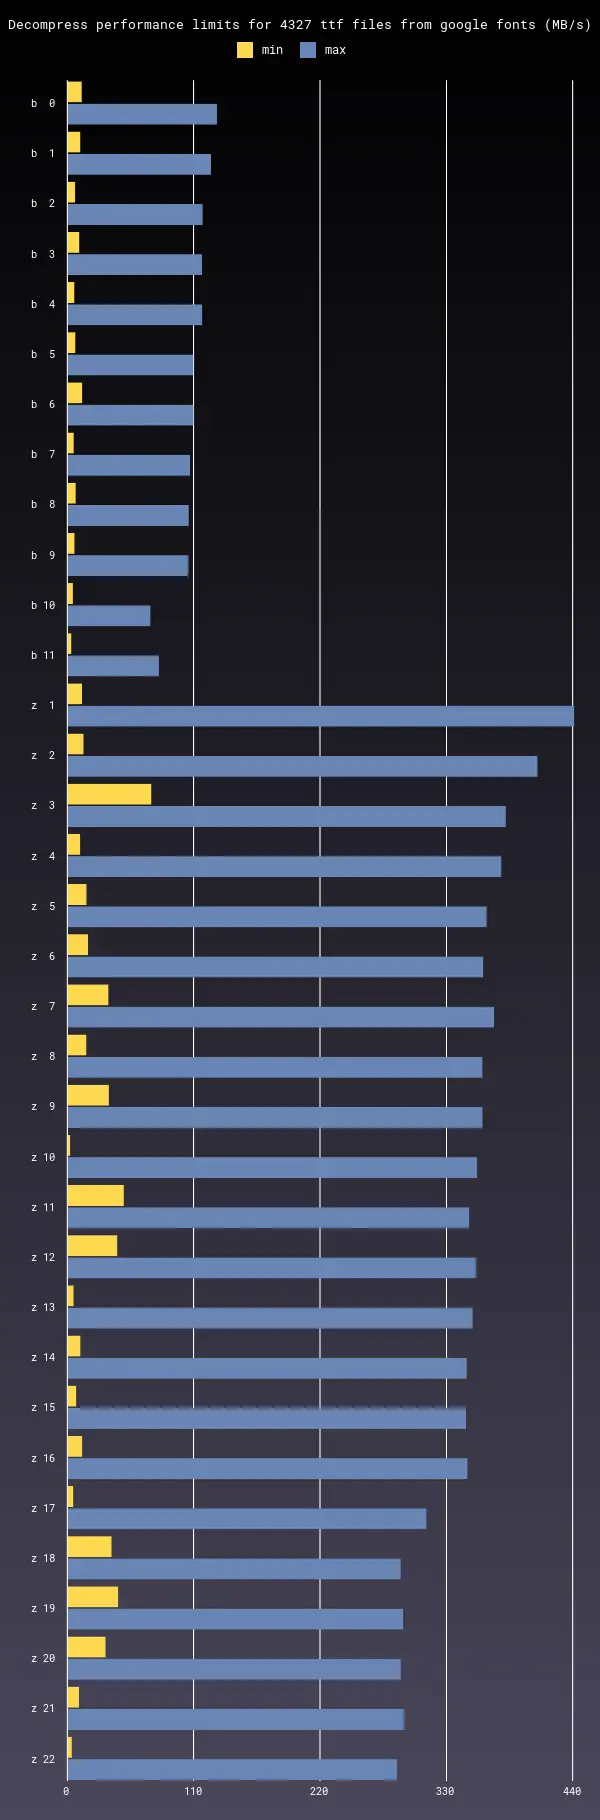 Decompress performance limits for 4327 ttf files from google fonts (MB/s)
min max
b 0
b 1
b 2
b 3
b 4
b 5
b 6
b 7
b 8
b 9
b 10
b 11
z 1
z 2
z 3
z 4
z 5
z 6
z 7
z 8
z 9
z 10
z 11
z 12
z 13
z 14
z 15
z 16
z 17
z 18
z 19
z 20
z 21
z 22
0 110 220 330 440